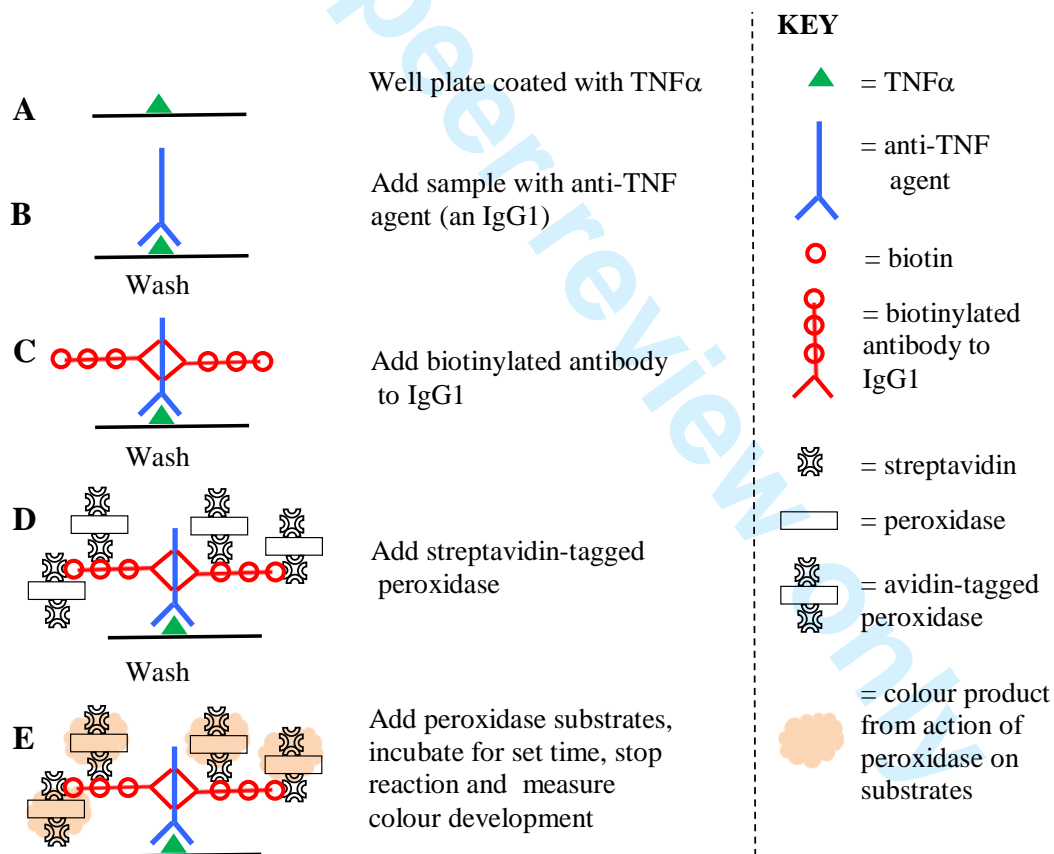 A
Well plate coated with TNFα
B
Add sample with anti-TNF
agent (an IgG1)
Wash
C
Add biotinylated antibody
to IgG1
Wash
D
Add streptavidin-tagged
peroxidase
Wash
E
Add peroxidase substrates,
incubate for set time, stop
reaction and measure
colour development
KEY
= TNFα
= anti-TNF
agent
= biotin
= biotinylated
antibody to
IgG1
= streptavidin
= peroxidase
= avidin-tagged
peroxidase
= colour product
from action of
peroxidase on
substrates
peer review only